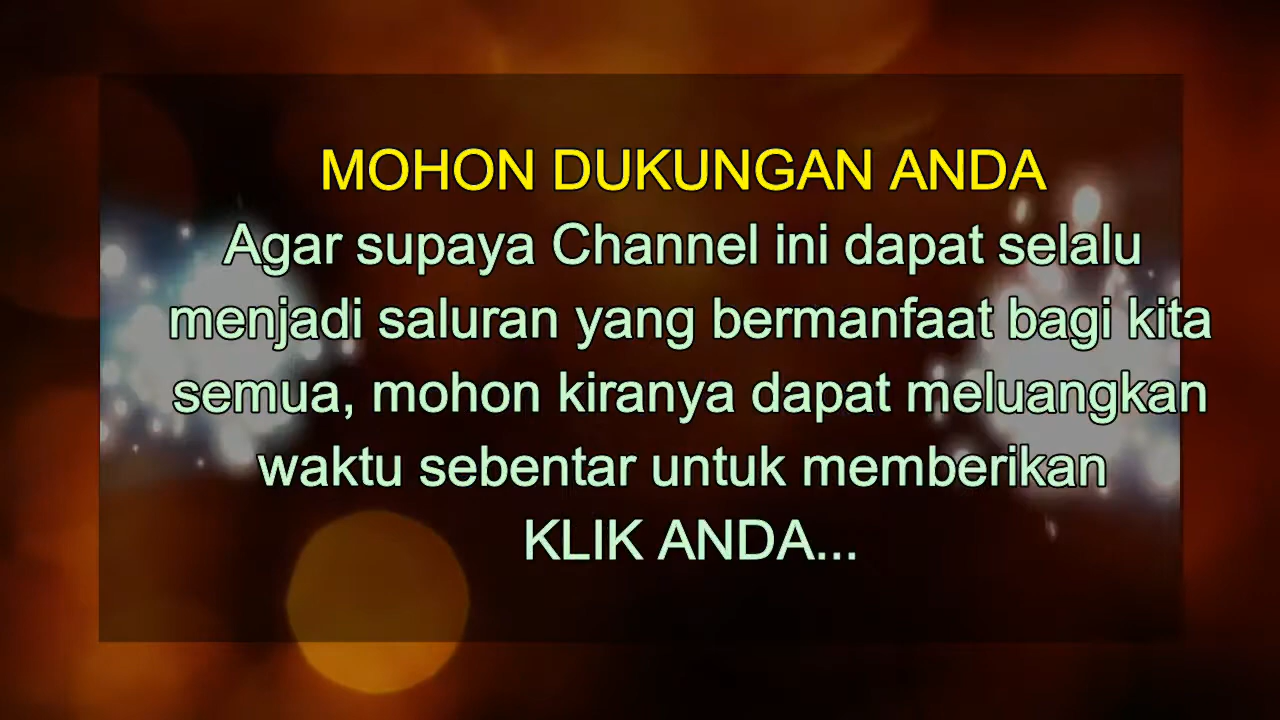 MOHON DUKUNGAN ANDA
Agar supaya Channel ini dapat selalu
menjadi saluran yang bermanfaat bagi kita
semua, mohon kiranya dapat meluangkan
waktu sebentar untuk memberikan
KLIK ANDA...